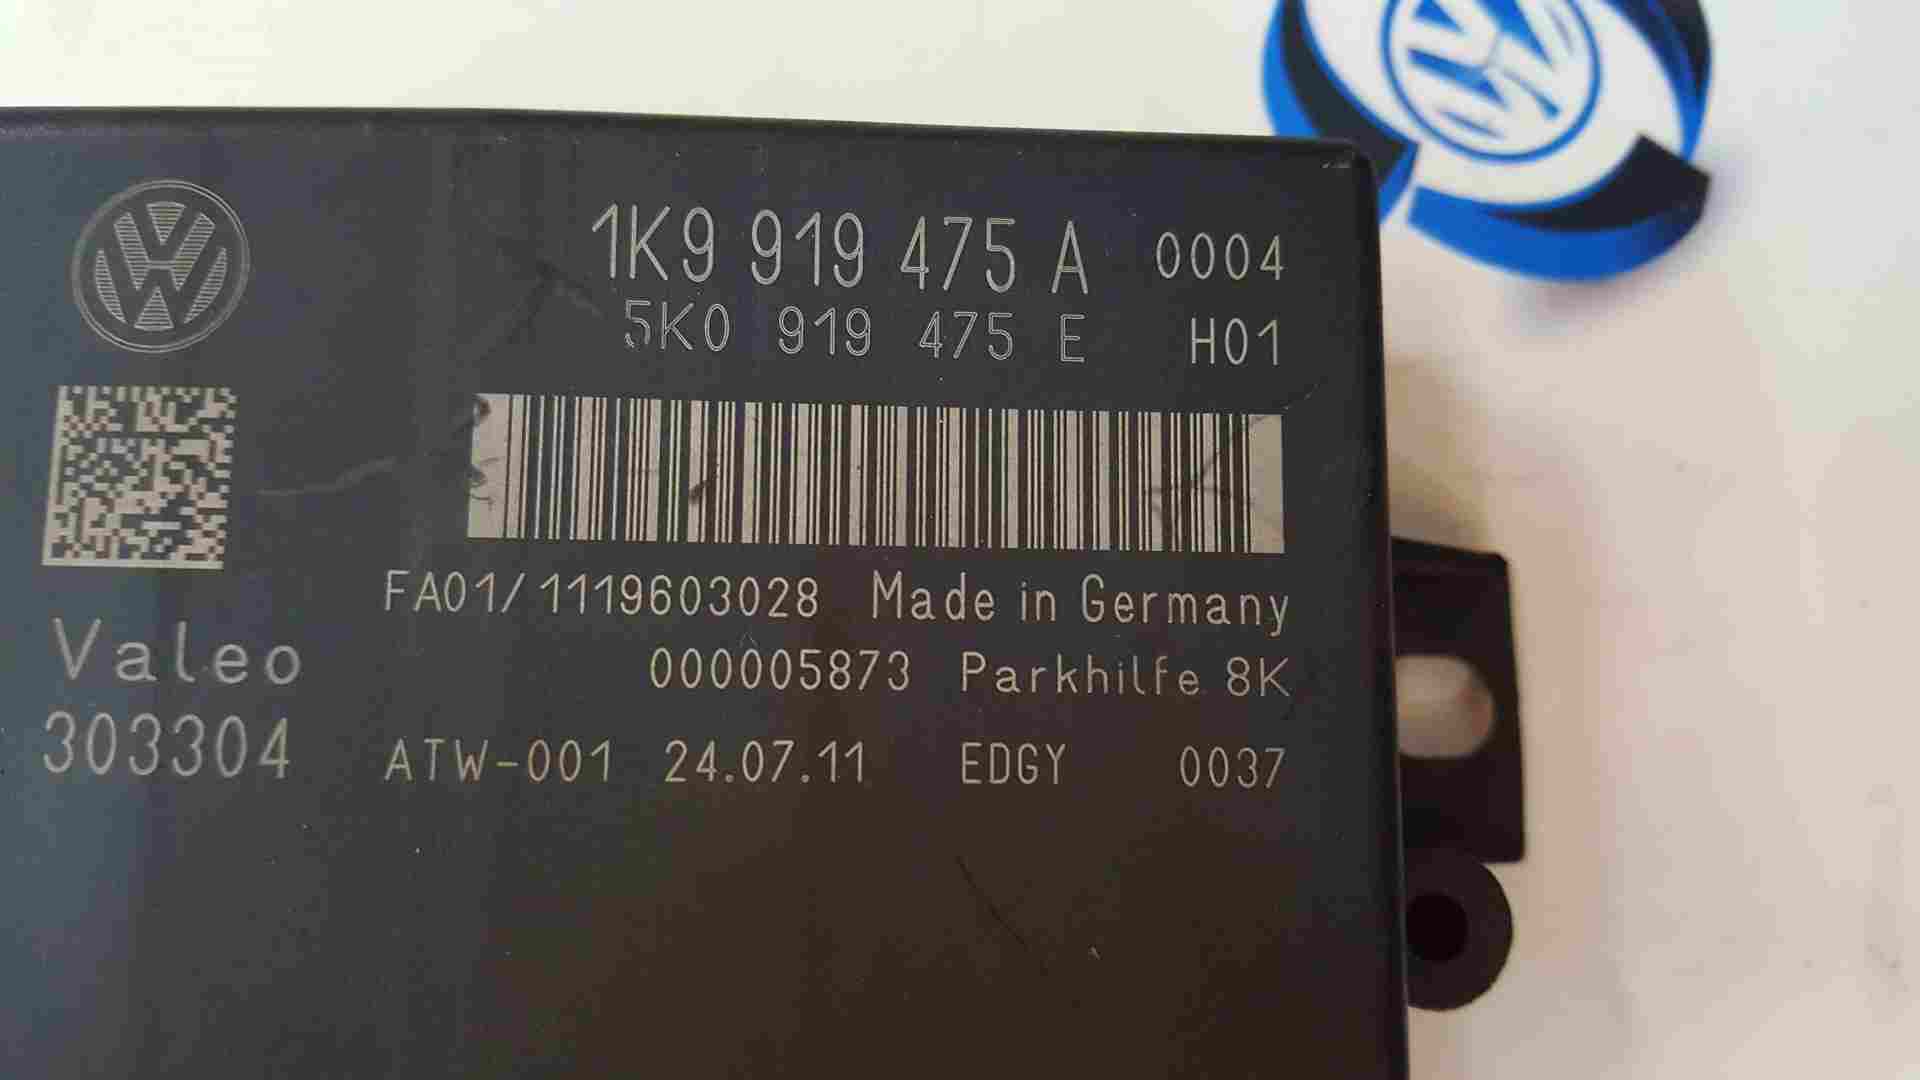 1K9 919 475 A 0004
5K0 919 475 E H01
FA01/1119603028 Made in Germany
Valeo 000005873 Parkhilfe 8K
303304 ATW-001 24.07.11 EDGY 0037